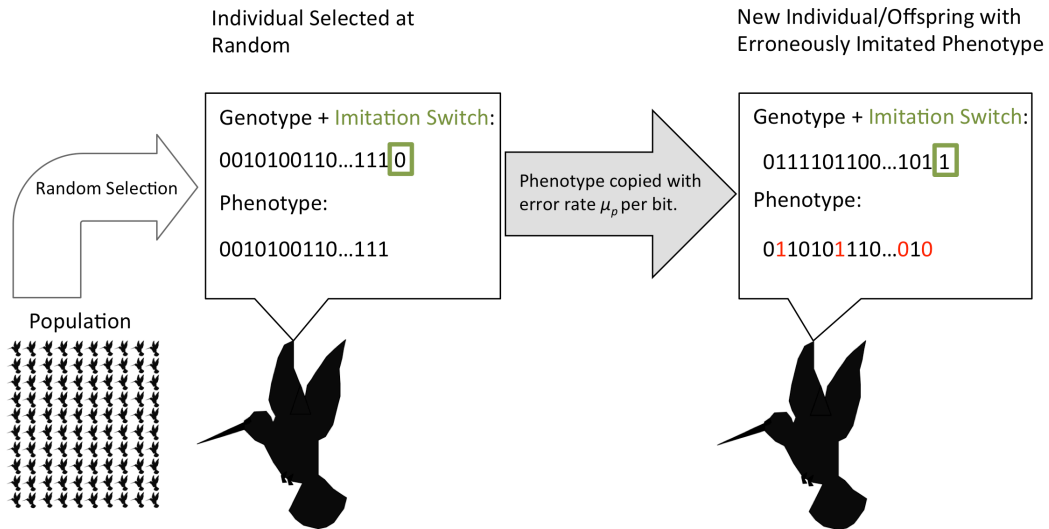 Individual Selected at
Random
New Individual/Offspring with
Erroneously Imitated Phenotype
Random Selection
Population
Genotype + Imitation Switch:
0010100110...1110
Phenotype:
0010100110...111
Phenotype copied with
error rate μp per bit.
Genotype + Imitation Switch:
0111101100...1011
Phenotype:
0110101110...010